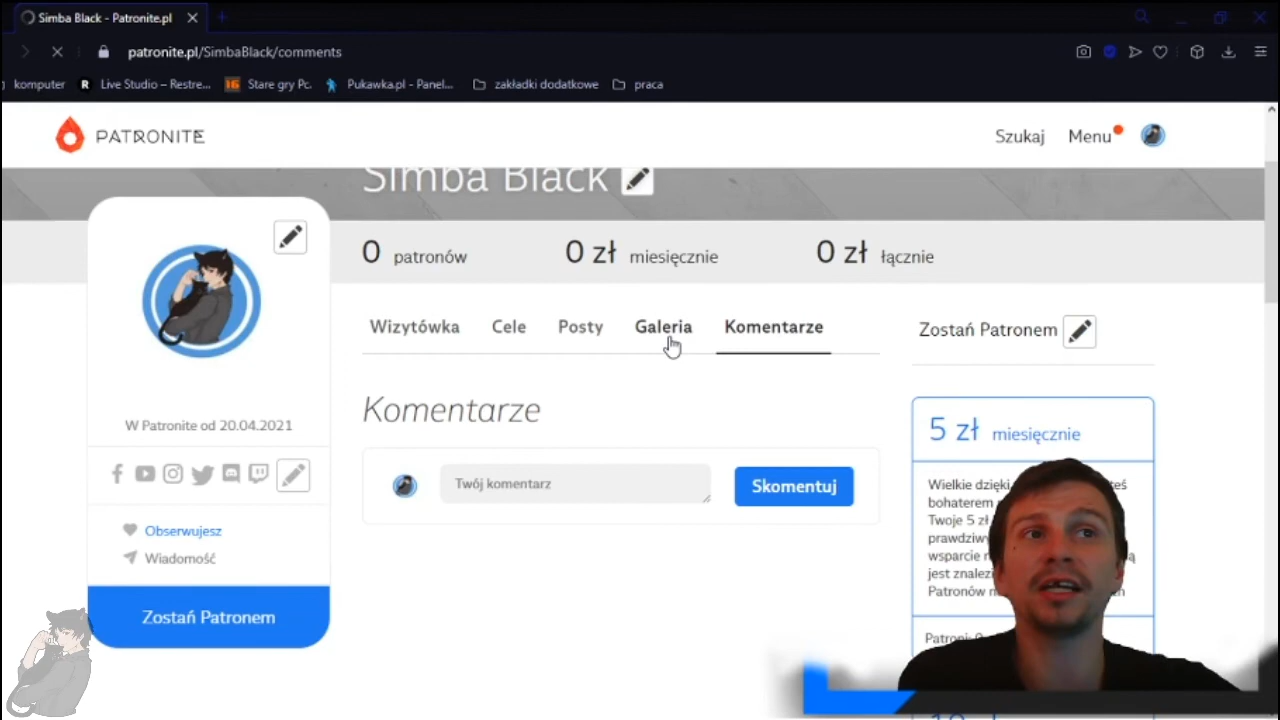 Simba Black - Patronite.pl
patronite.pl/SimbaBlack/comments
komputer
R Live Studio – Restre...
Stare gry Pc.
Pukawka.pl - Panel...
zakładki dodatkowe
praca
PATRONITE
Szukaj
Menu
Simba Black
0 patronów
0 zł miesięcznie
0 zł łącznie
Wizytówka
Cele
Posty
Galeria
Komentarze
Zostań Patronem
W Patronite od 20.04.2021
Obserwujesz
Wiadomość
Zostań Patronem
Komentarze
Twój komentarz
Skomentuj
5 zł miesięcznie
Wielkie dzięki
bohaterem
Twoje 5 zł
wsparcie
jest
Patronów